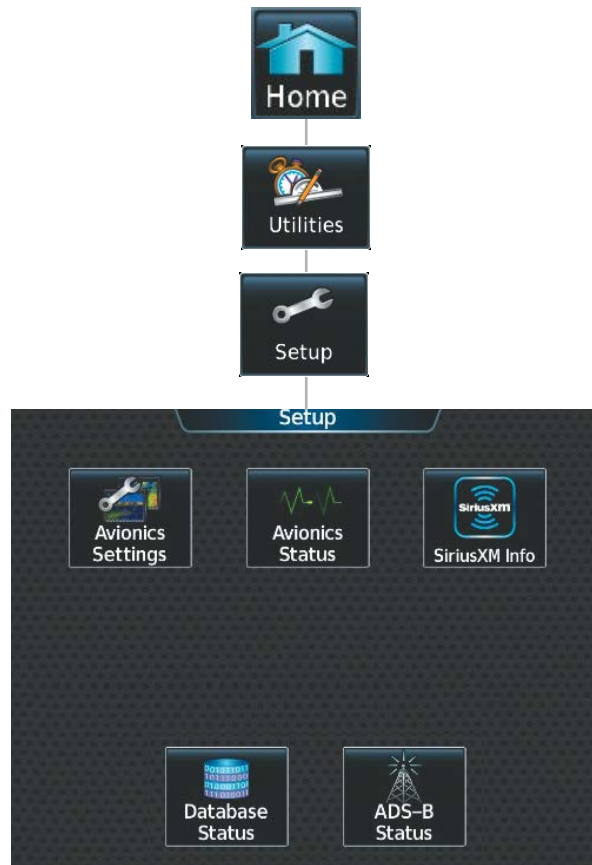 Home
Utilities
Setup
Setup
Avionics
Settings
Avionics
Status
SiriusXM
SiriusXM Info
Database
Status
ADS-B
Status